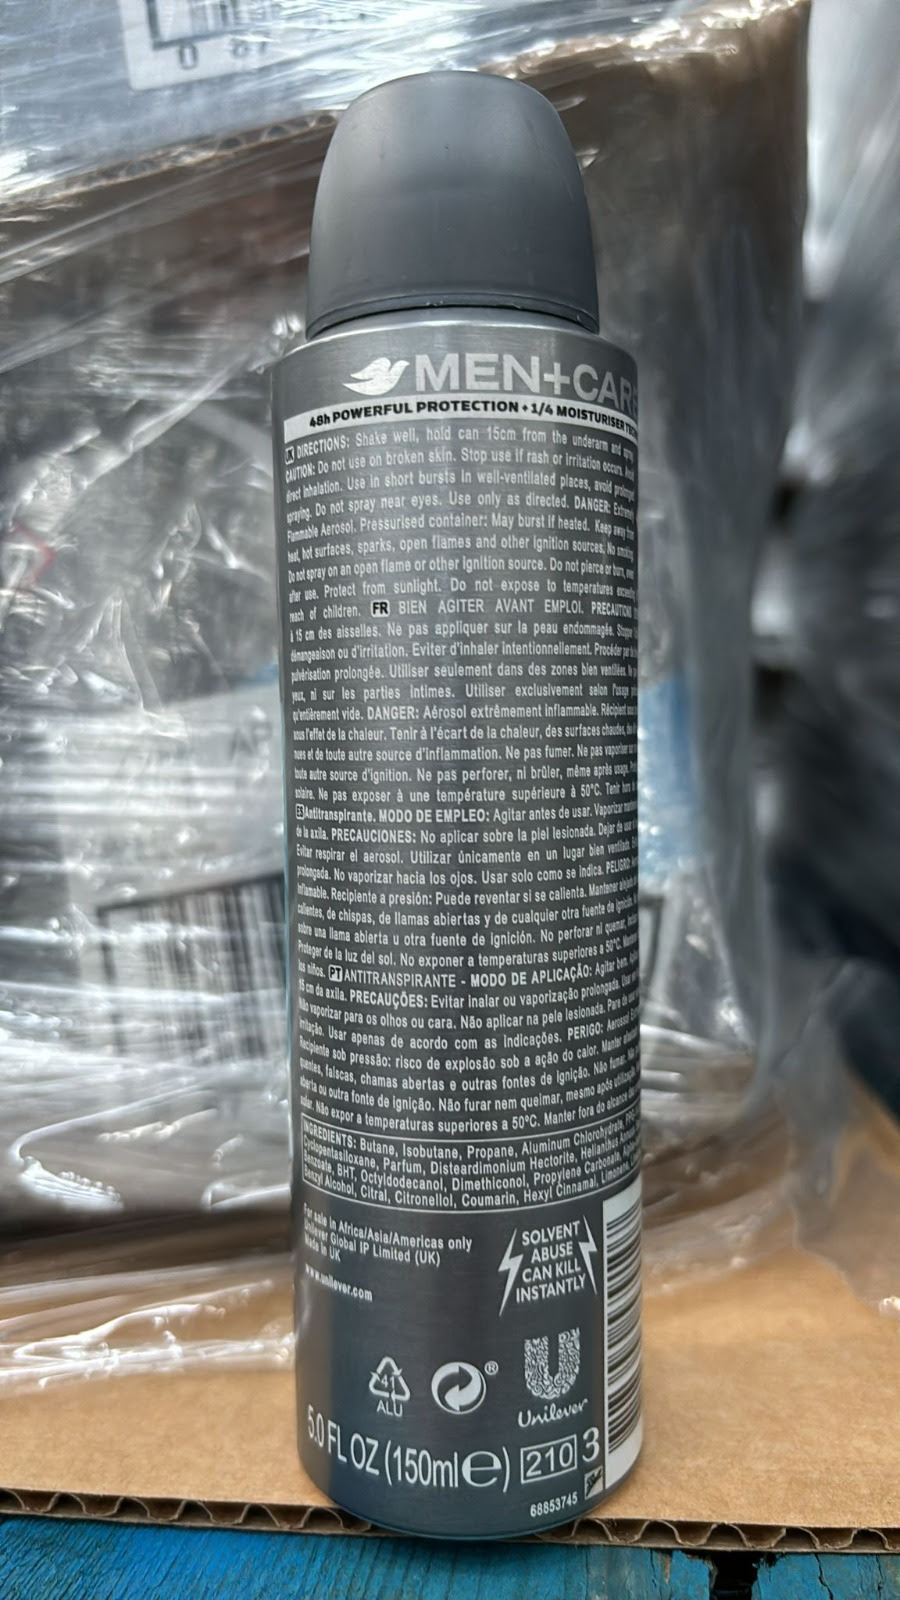 0 87
MEN+CARE
48h POWERFUL PROTECTION + 1/4 MOISTURISER
UK DIRECTIONS: Shake well, hold can 15cm from the underarm and spray.
CAUTION: Do not use on broken skin. Stop use if rash or irritation occurs. Avoid
direct inhalation. Use in short bursts in well-ventilated places, avoid prolonged
spraying. Do not spray near eyes. Use only as directed. DANGER: Extremely
Flammable Aerosol. Pressurised container: May burst if heated. Keep away from
heat, hot surfaces, sparks, open flames and other ignition sources. No smoking.
Do not spray on an open flame or other ignition source. Do not pierce or burn, even
after use. Protect from sunlight. Do not expose to temperatures exceeding
reach of children. FR BIEN AGITER AVANT EMPLOI. PRECAUTIONS
à 15 cm des aisselles. Ne pas appliquer sur la peau endommagée. Stopper
démangeaison ou d'irritation. Eviter d'inhaler intentionnellement. Procéder par
pulvérisation prolongée. Utiliser seulement dans des zones bien ventilées. Ne
yeux, ni sur les parties intimes. Utiliser exclusivement selon l'usage
qu'entièrement vide. DANGER: Aérosol extrêmement inflammable. Récipient sous
sous l'effet de la chaleur. Tenir à l'écart de la chaleur, des surfaces chaudes, des
nues et de toute autre source d'inflammation. Ne pas fumer. Ne pas vaporiser sur
toute autre source d'ignition. Ne pas perforer, ni brûler, même après usage.
solaire. Ne pas exposer à une température supérieure à 50°C. Tenir hors
ES Antitranspirante. MODO DE EMPLEO: Agitar antes de usar. Vaporizar
de la axila. PRECAUCIONES: No aplicar sobre la piel lesionada. Dejar de usar
Evitar respirar el aerosol. Utilizar únicamente en un lugar bien ventilado.
prolongada. No vaporizar hacia los ojos. Usar solo como se indica. PELIGRO:
Inflamable. Recipiente a presión: Puede reventar si se calienta. Mantener alejado
calientes, de chispas, de llamas abiertas y de cualquier otra fuente de ignición. No
sobre una llama abierta u otra fuente de ignición. No perforar ni quemar,
Proteger de la luz del sol. No exponer a temperaturas superiores a 50°C.
los niños. PT ANTITRANSPIRANTE - MODO DE APLICAÇÃO: Agitar bem.
15 cm da axila. PRECAUÇÕES: Evitar inalar ou vaporização prolongada. Usar
Não vaporizar para os olhos ou cara. Não aplicar na pele lesionada. Pare de
irritação. Usar apenas de acordo com as indicações. PERIGO: Aerossol
Recipiente sob pressão: risco de explosão sob a ação do calor. Manter
quentes, faíscas, chamas abertas e outras fontes de ignição. Não fumar. Não
aberta ou outra fonte de ignição. Não furar nem queimar, mesmo após utilização.
solar. Não expor a temperaturas superiores a 50°C. Manter fora do alcance
INGREDIENTS: Butane, Isobutane, Propane, Aluminum Chlorohydrate,
Cyclopentasiloxane, Parfum, Disteardimonium Hectorite, Helianthus
Benzoate, BHT, Octyldodecanol, Dimethiconol, Propylene Carbonate,
Benzyl Alcohol, Citral, Citronellol, Coumarin, Hexyl Cinnamal, Limonene,
For sale in Africa/Asia/Americas only
Unilever Global IP Limited (UK)
Made in UK
www.unilever.com
SOLVENT
ABUSE
CAN KILL
INSTANTLY
41
ALU
®
Unilever
5.0 FL OZ (150ml e) 210 3
68853745